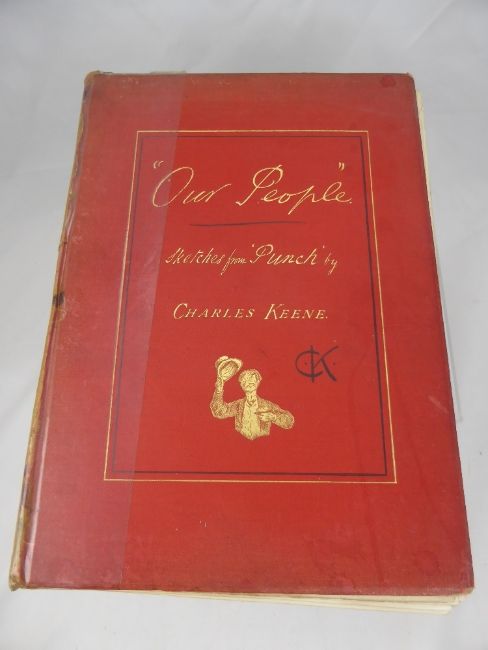 "Our People".
Sketches from 'Punch' by
CHARLES KEENE.
CK